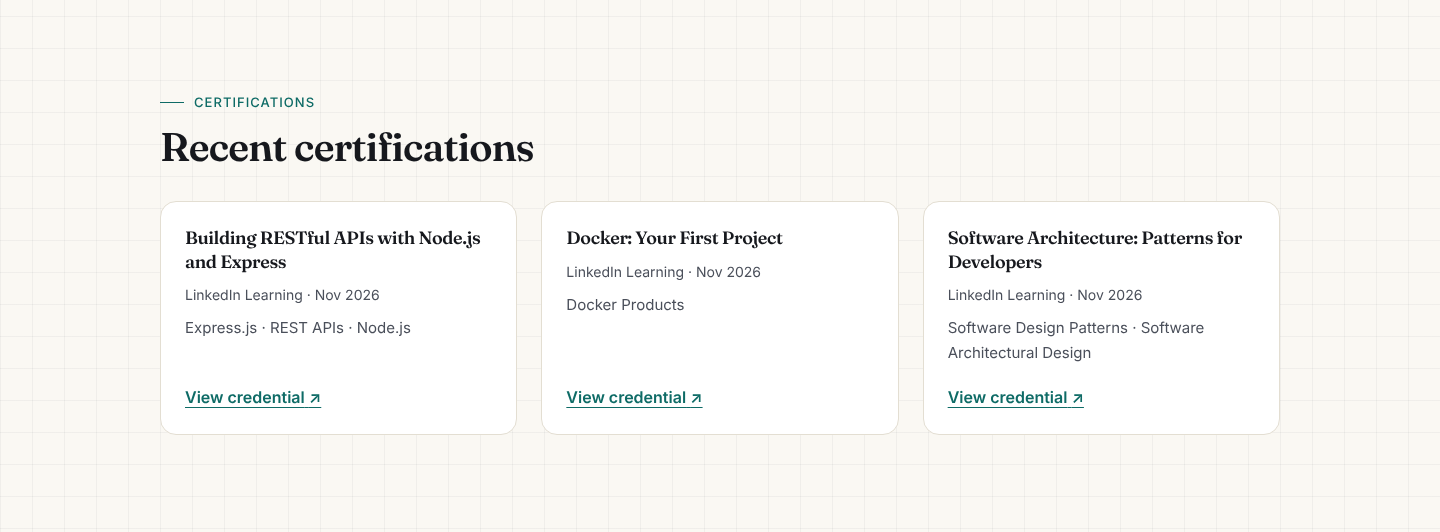 CERTIFICATIONS
Recent certifications
Building RESTful APIs with Node.js
and Express
LinkedIn Learning · Nov 2026
Express.js · REST APIs · Node.js
View credential ↗
Docker: Your First Project
LinkedIn Learning · Nov 2026
Docker Products
View credential ↗
Software Architecture: Patterns for
Developers
LinkedIn Learning · Nov 2026
Software Design Patterns · Software
Architectural Design
View credential ↗